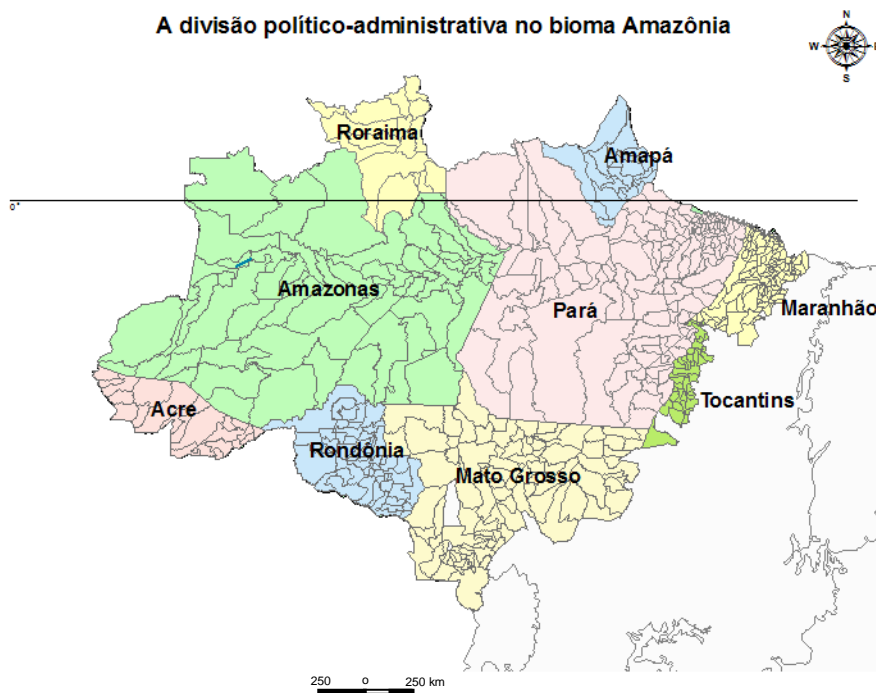 A divisão político-administrativa no bioma Amazônia
N
W
E
S
Roraima
Amapá
0°
Amazonas
Pará
Maranhão
Acre
Tocantins
Rondônia
Mato Grosso
250 0 250 km